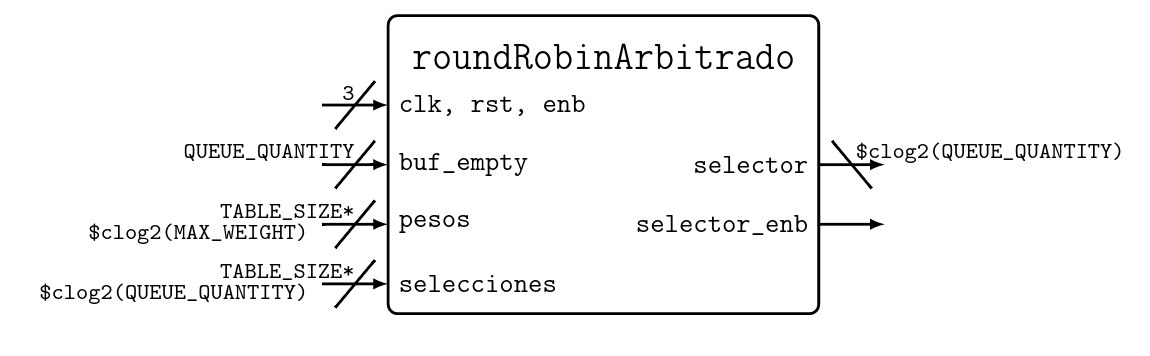 roundRobinArbitrado
3
clk, rst, enb
QUEUE_QUANTITY
buf_empty
selector
$clog2(QUEUE_QUANTITY)
TABLE_SIZE*
$clog2(MAX_WEIGHT)
pesos
selector_enb
TABLE_SIZE*
$clog2(QUEUE_QUANTITY)
selecciones